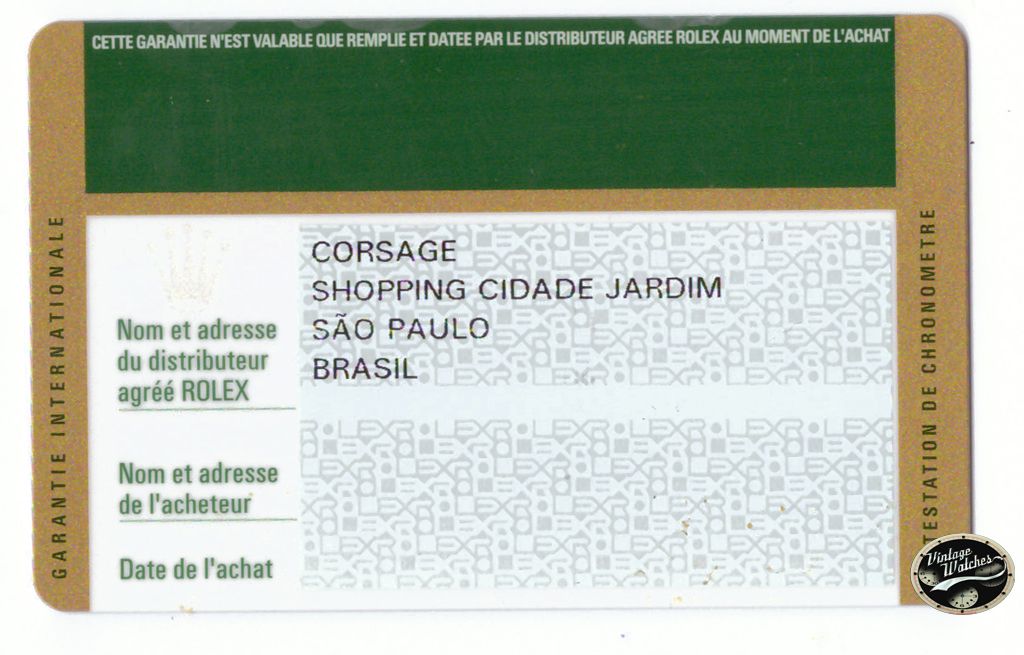 CETTE GARANTIE N'EST VALABLE QUE REMPLIE ET DATEE PAR LE DISTRIBUTEUR AGREE ROLEX AU MOMENT DE L'ACHAT
GARANTIE INTERNATIONALE
CORSAGE
SHOPPING CIDADE JARDIM
SÃO PAULO
BRASIL
Nom et adresse
du distributeur
agréé ROLEX
Nom et adresse
de l'acheteur
Date de l'achat
TESTATION DE CHRONOMETRE
Vintage
Watches